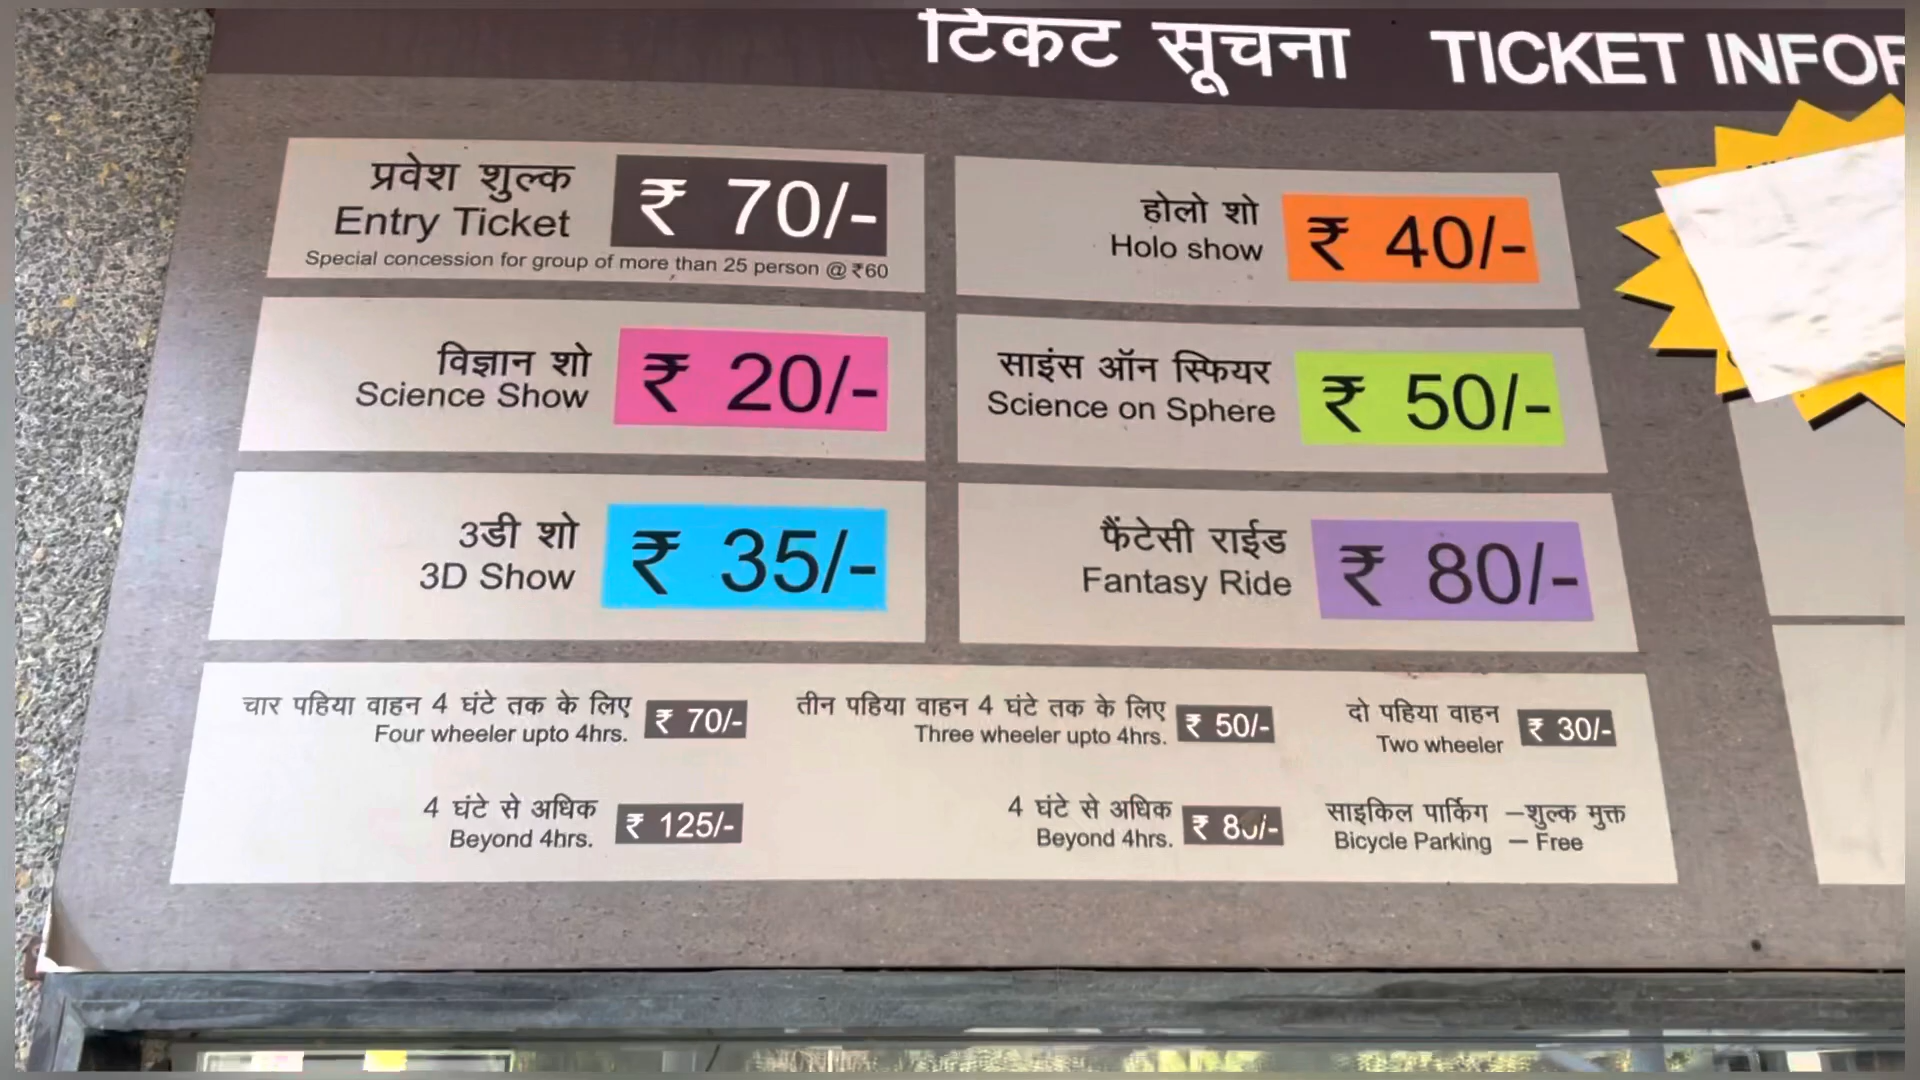 टिकट सूचना TICKET INFOR
प्रवेश शुल्क
Entry Ticket
₹ 70/-
Special concession for group of more than 25 person @ ₹60
होलो शो
Holo show
₹ 40/-
विज्ञान शो
Science Show
₹ 20/-
साइंस ऑन स्फियर
Science on Sphere
₹ 50/-
3डी शो
3D Show
₹ 35/-
फैंटेसी राईड
Fantasy Ride
₹ 80/-
चार पहिया वाहन 4 घंटे तक के लिए
Four wheeler upto 4hrs.
₹ 70/-
तीन पहिया वाहन 4 घंटे तक के लिए
Three wheeler upto 4hrs.
₹ 50/-
दो पहिया वाहन
Two wheeler
₹ 30/-
4 घंटे से अधिक
Beyond 4hrs.
₹ 125/-
4 घंटे से अधिक
Beyond 4hrs.
साइकिल पार्किग –शुल्क मुक्त
Bicycle Parking – Free